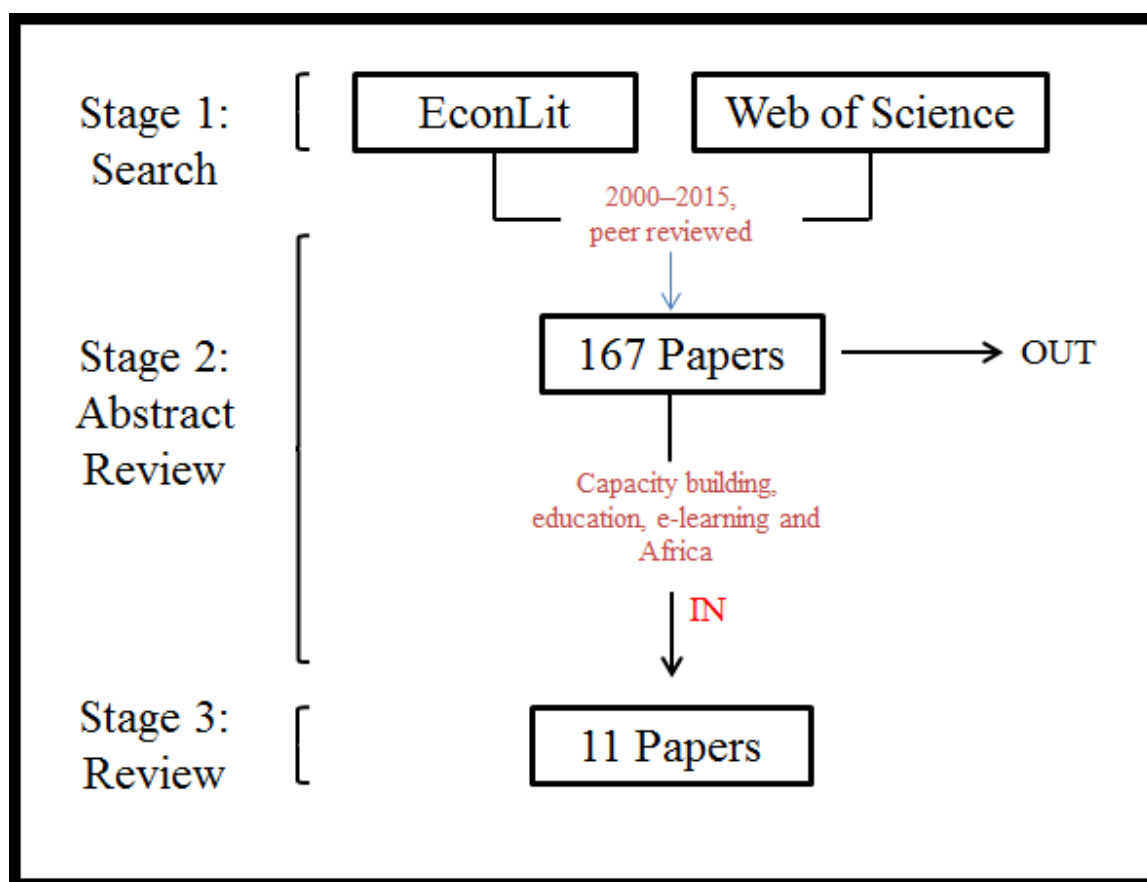 Stage 1:
Search
EconLit
Web of Science
2000–2015,
peer reviewed
Stage 2:
Abstract
Review
167 Papers
OUT
Capacity building,
education, e-learning and
Africa
IN
Stage 3:
Review
11 Papers